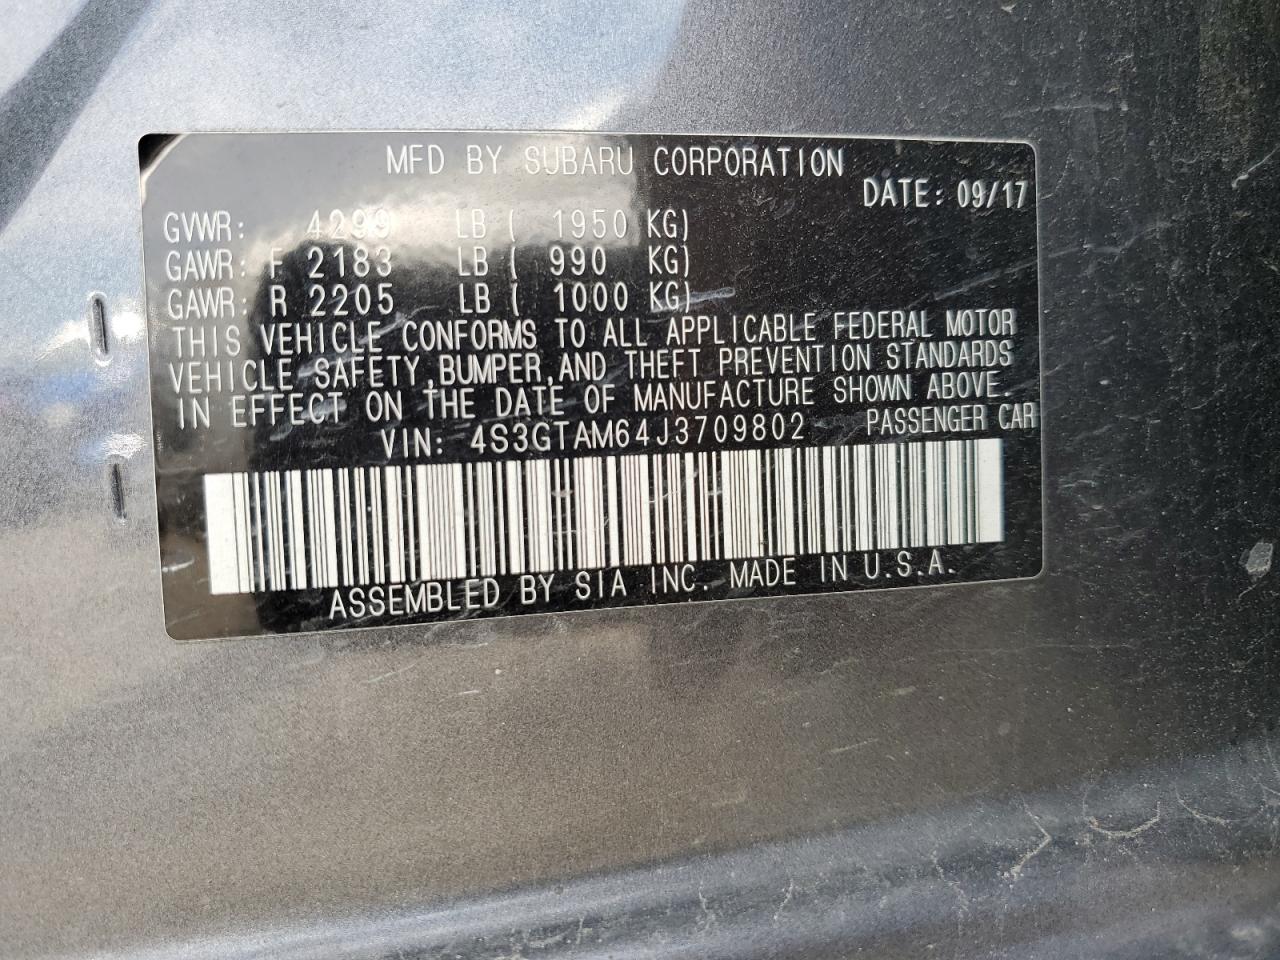 MFD BY SUBARU CORPORATION
DATE: 09/17
GVWR: 4299 LB ( 1950 KG)
GAWR: F 2183 LB ( 990 KG)
GAWR: R 2205 LB ( 1000 KG)
THIS VEHICLE CONFORMS TO ALL APPLICABLE FEDERAL MOTOR
VEHICLE SAFETY, BUMPER, AND THEFT PREVENTION STANDARDS
IN EFFECT ON THE DATE OF MANUFACTURE SHOWN ABOVE.
VIN: 4S3GTAM64J3709802 PASSENGER CAR
ASSEMBLED BY SIA INC. MADE IN U.S.A.